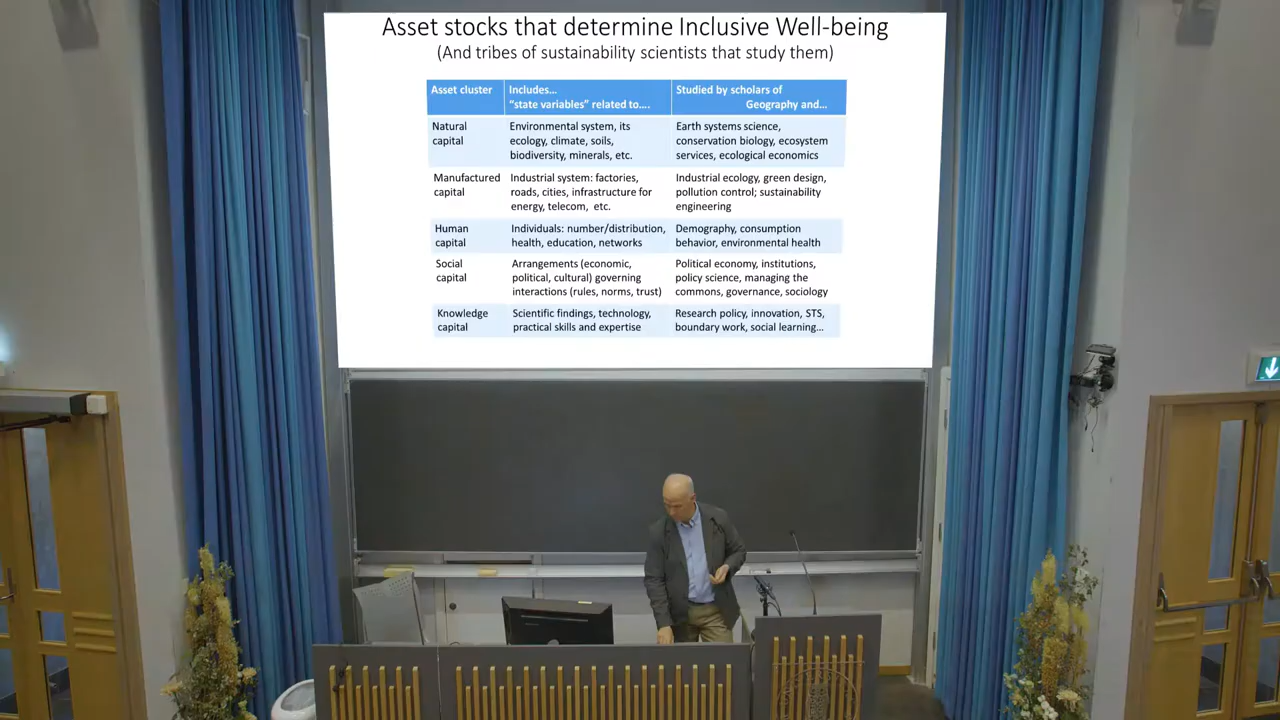 Asset stocks that determine Inclusive Well-being
(And tribes of sustainability scientists that study them)
Asset cluster
Includes…
"state variables" related to….
Studied by scholars of
Geography and…
Natural
capital
Environmental system, its
ecology, climate, soils,
biodiversity, minerals, etc.
Earth systems science,
conservation biology, ecosystem
services, ecological economics
Manufactured
capital
Industrial system: factories,
roads, cities, infrastructure for
energy, telecom, etc.
Industrial ecology, green design,
pollution control; sustainability
engineering
Human
capital
Individuals: number/distribution,
health, education, networks
Demography, consumption
behavior, environmental health
Social
capital
Arrangements (economic,
political, cultural) governing
interactions (rules, norms, trust)
Political economy, institutions,
policy science, managing the
commons, governance, sociology
Knowledge
capital
Scientific findings, technology,
practical skills and expertise
Research policy, innovation, STS,
boundary work, social learning…